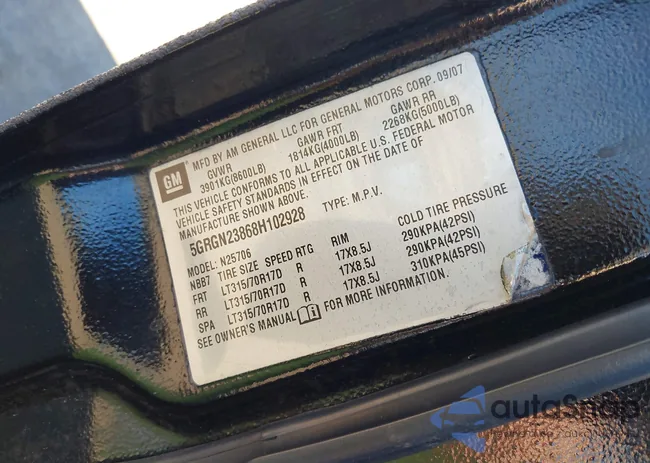 GM
MFD BY AM GENERAL LLC FOR GENERAL MOTORS CORP. 09/07
GVWR GAWR FRT GAWR RR
3901KG(8600LB) 1814KG(4000LB) 2268KG(5000LB)
THIS VEHICLE CONFORMS TO ALL APPLICABLE U.S. FEDERAL MOTOR
VEHICLE SAFETY STANDARDS IN EFFECT ON THE DATE OF
MANUFACTURE SHOWN ABOVE.
5GRGN23868H102928 TYPE: M.P.V.
MODEL: N25706
N8B7 TIRE SIZE SPEED RTG RIM COLD TIRE PRESSURE
FRT LT315/70R17D R 17X8.5J 290KPA(42PSI)
RR LT315/70R17D R 17X8.5J 290KPA(42PSI)
SPA LT315/70R17D R 17X8.5J 310KPA(45PSI)
SEE OWNER'S MANUAL FOR MORE INFORMATION.
autoSnap